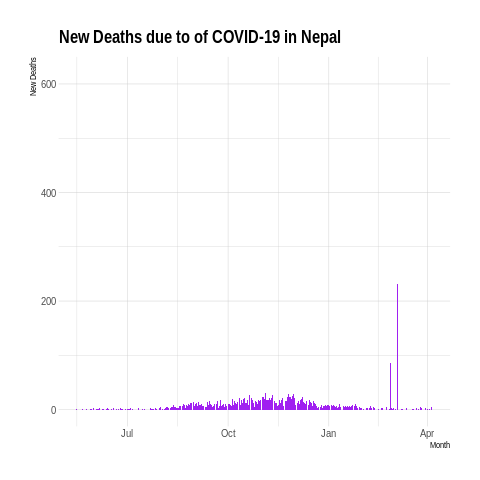 New Deaths due to of COVID-19 in Nepal
New Deaths
600
400
200
0
Jul Oct Jan Apr
Month